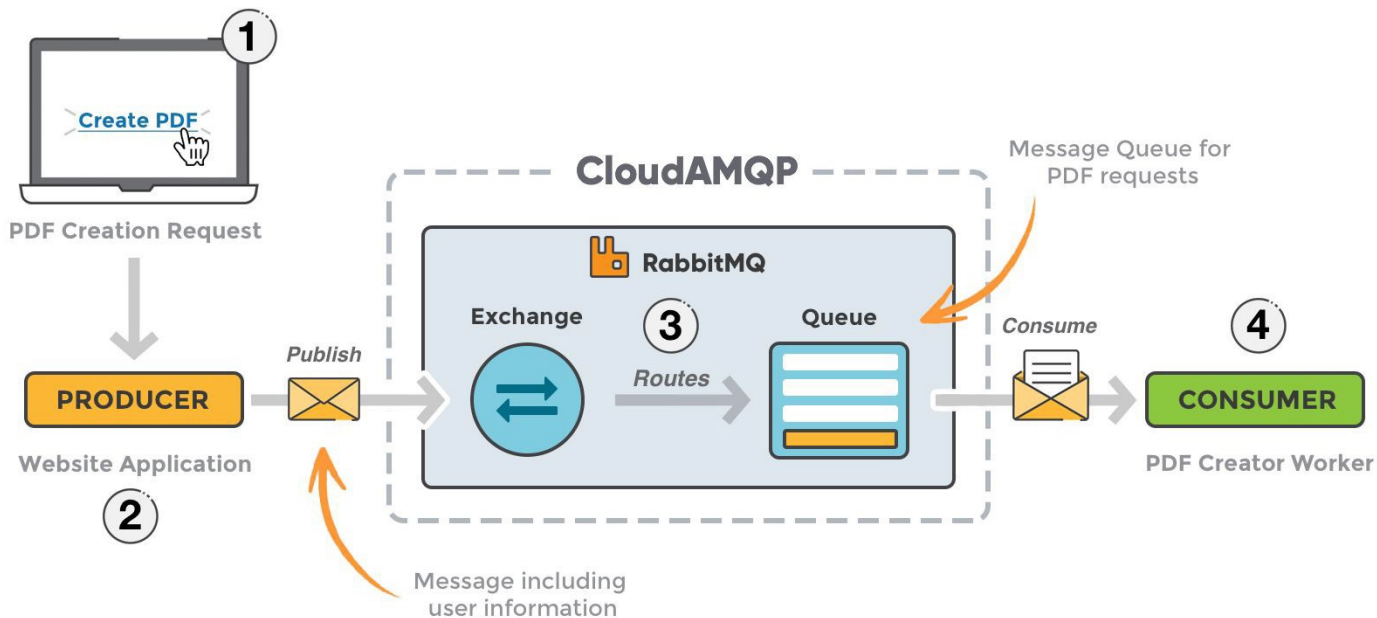 1
Create PDF
PDF Creation Request
PRODUCER
Website Application
2
Publish
Message including
user information
CloudAMQP
RabbitMQ
Exchange
3
Routes
Queue
Message Queue for
PDF requests
Consume
4
CONSUMER
PDF Creator Worker